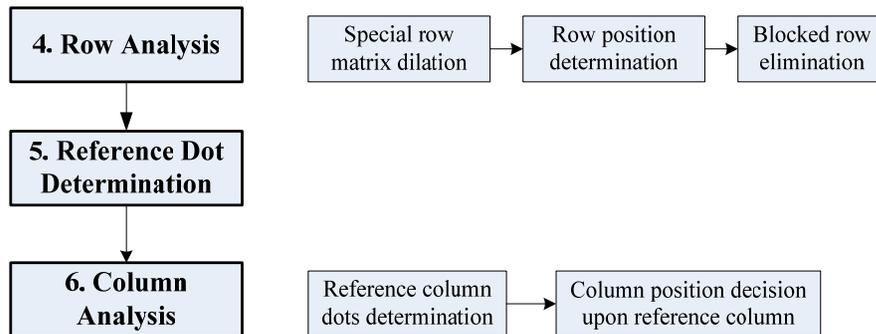 4. Row Analysis
Special row
matrix dilation
Row position
determination
Blocked row
elimination
5. Reference Dot
Determination
6. Column
Analysis
Reference column
dots determination
Column position decision
upon reference column